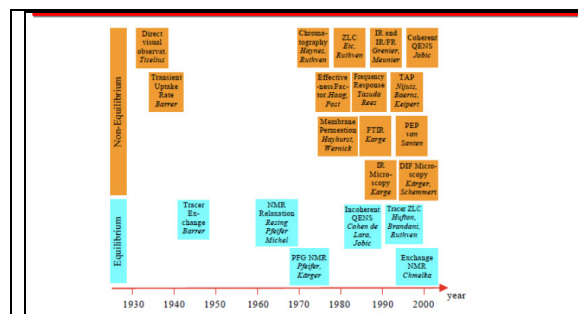 Direct
visual
observat.
Tiselius
Transient
Uptake
Rate
Barrer
Chroma-
tography
Haynes,
Ruthven
ZLC
Eic,
Ruthven
IR and
IR/FR
Grenier,
Meunier
Coherent
QENS
Jobic
Effective
-ness Fac-
tor.Haag,
Post
Frequency
Response
Yasuda
Rees
TAP
Nijuis,
Baerns,
Keipert
Membrane
Permeation
Hayhurst,
Wernick
FTIR
Karge
PEP
van
Santen
IR Micro-
scopy
Karge
DIF Micro-
scopy
Kärger,
Schemmert
Non-Equilibrium
Tracer
Ex-
change
Barrer
NMR
Relaxation
Resing
Pfeifer
Michel
Incoherent
QENS
Cohen de
Lara,
Jobic
Tracer ZLC
Hufton,
Brandani,
Ruthven
PFG NMR
Pfeifer,
Kärger
Exchange
NMR
Chmelka
Equilibrium
year
1930 1940 1950 1960 1970 1980 1990 2000